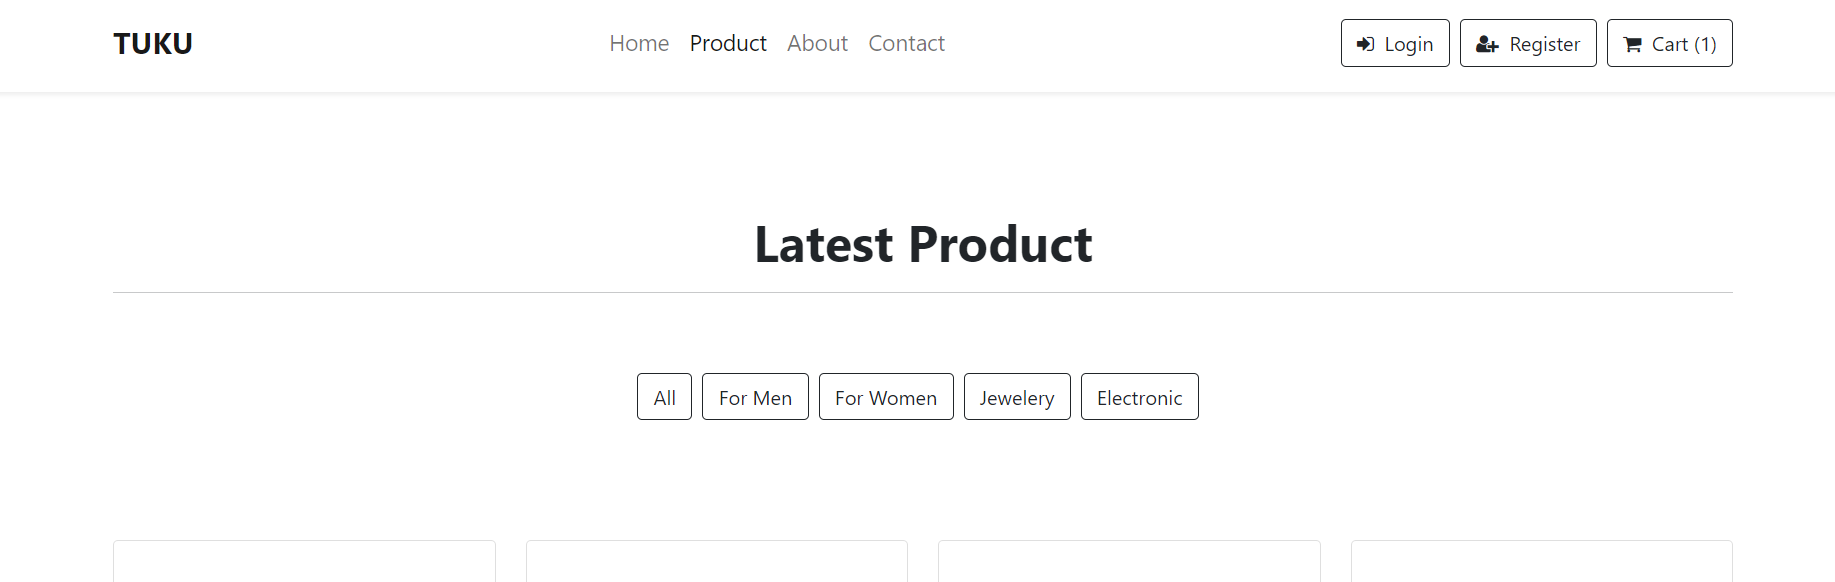 TUKU Home Product About Contact Login Register Cart (1)
Latest Product
All For Men For Women Jewelery Electronic